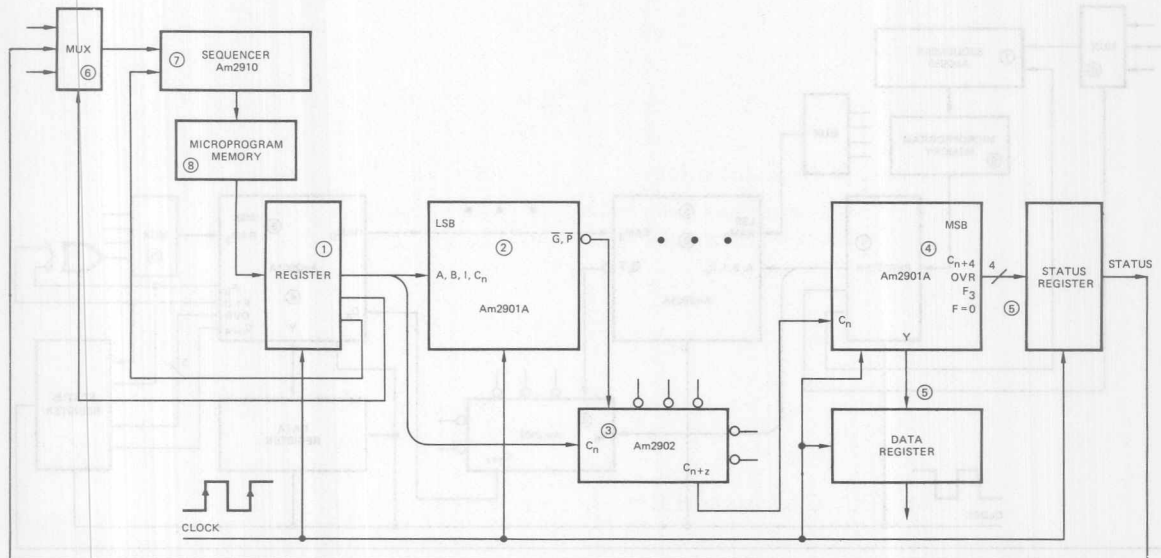 MUX
⑥
⑦
SEQUENCER
Am2910
MICROPROGRAM
MEMORY
⑧
①
REGISTER
LSB
②
G, P
A, B, I, Cn
Am2901A
• • •
MSB
④
Cn+4
Am2901A
OVR
F3
F = 0
Cn
Y
4
⑤
STATUS
REGISTER
STATUS
⑤
③
Am2902
Cn
Cn+z
DATA
REGISTER
CLOCK